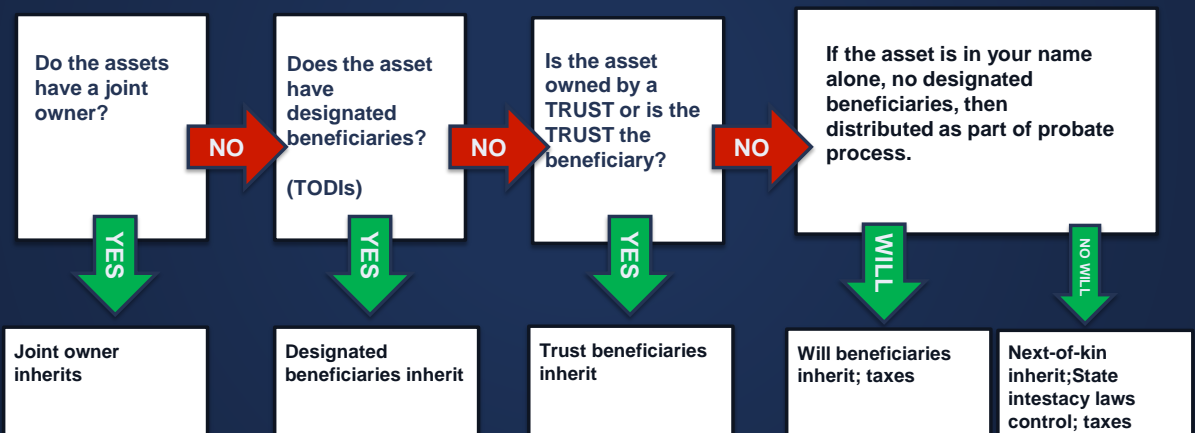 Do the assets
have a joint
owner?
NO
Does the asset
have
designated
beneficiaries?
(TODIs)
NO
Is the asset
owned by a
TRUST or is the
TRUST the
beneficiary?
NO
If the asset is in your name
alone, no designated
beneficiaries, then
distributed as part of probate
process.
YES
YES
YES
WILL
NO WILL
Joint owner
inherits
Designated
beneficiaries inherit
Trust beneficiaries
inherit
Will beneficiaries
inherit; taxes
Next-of-kin
inherit;State
intestacy laws
control; taxes